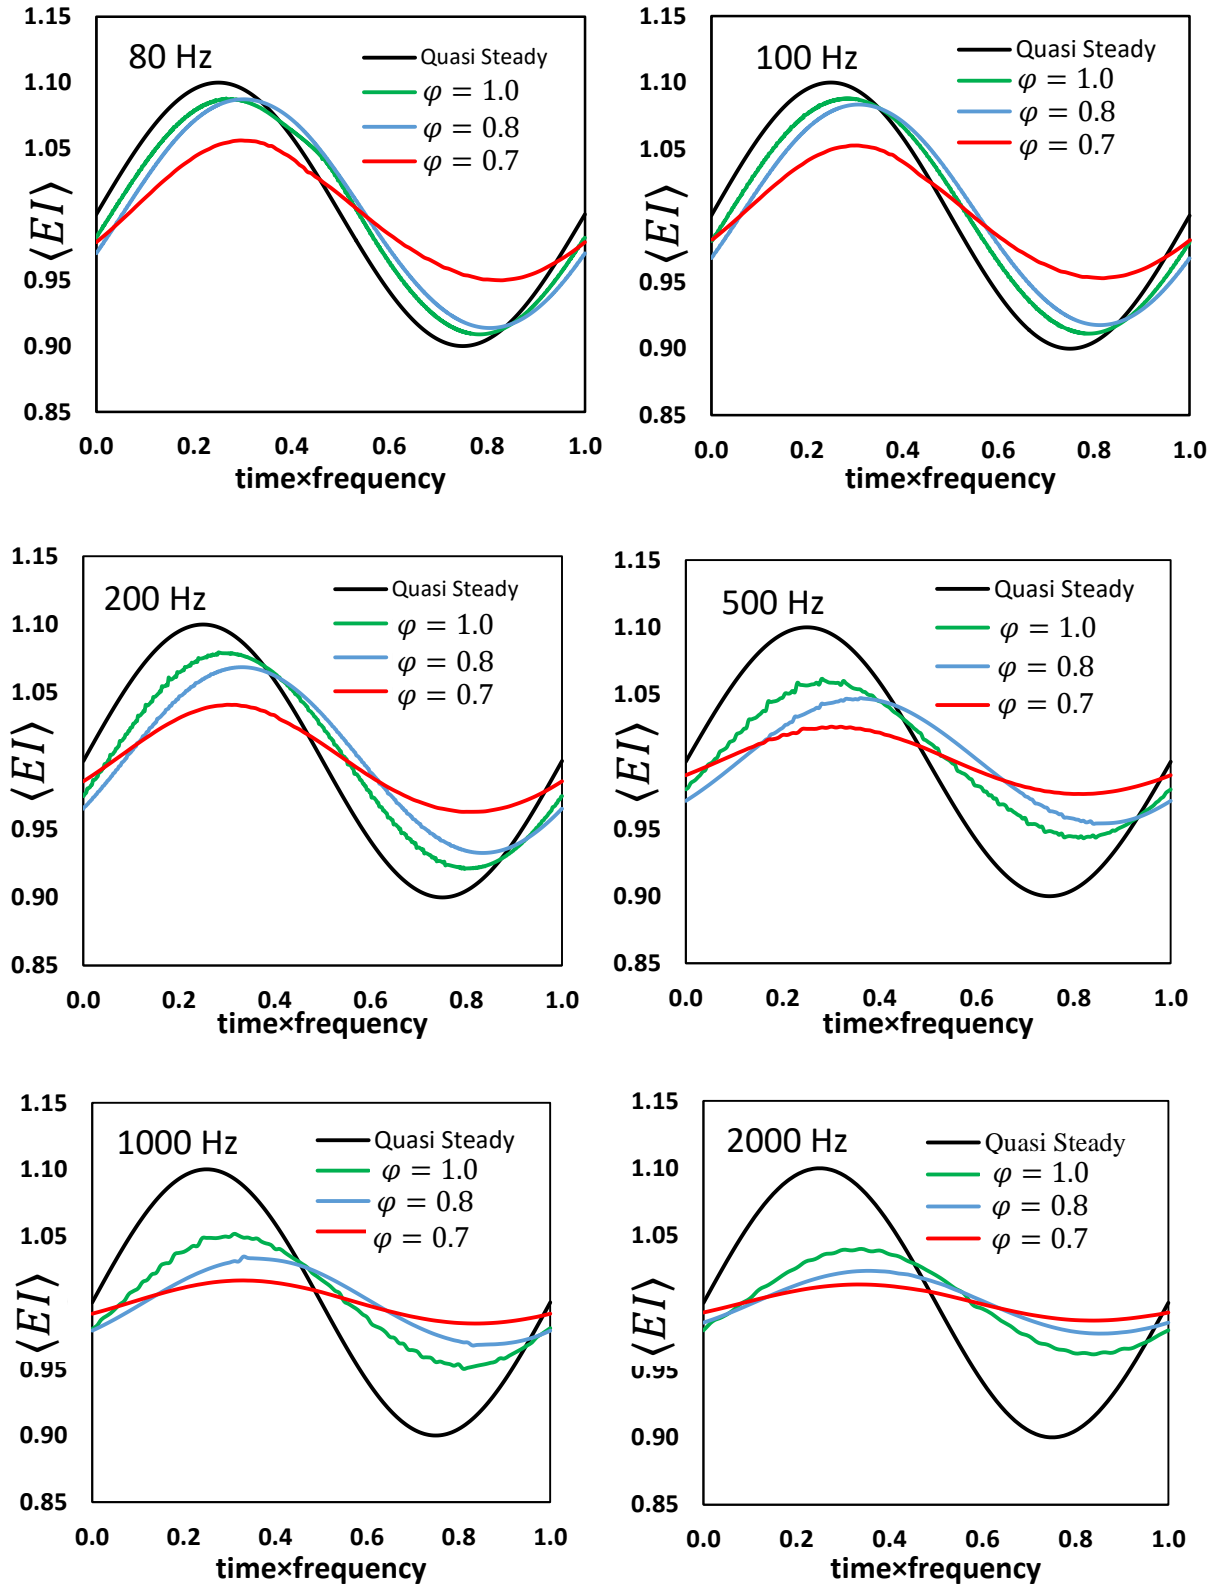 80 Hz
Quasi Steady
φ = 1.0
φ = 0.8
φ = 0.7
1.15
1.10
1.05
0.95
0.90
0.85
⟨EI⟩
0.0 0.2 0.4 0.6 0.8 1.0
time×frequency
100 Hz
Quasi Steady
φ = 1.0
φ = 0.8
φ = 0.7
1.15
1.10
1.05
0.95
0.90
0.85
⟨EI⟩
0.0 0.2 0.4 0.6 0.8 1.0
time×frequency
200 Hz
Quasi Steady
φ = 1.0
φ = 0.8
φ = 0.7
1.15
1.10
1.05
0.95
0.90
0.85
⟨EI⟩
0.0 0.2 0.4 0.6 0.8 1.0
time×frequency
500 Hz
Quasi Steady
φ = 1.0
φ = 0.8
φ = 0.7
1.15
1.10
1.05
0.95
0.90
0.85
⟨EI⟩
0.0 0.2 0.4 0.6 0.8 1.0
time×frequency
1000 Hz
Quasi Steady
φ = 1.0
φ = 0.8
φ = 0.7
1.15
1.10
1.05
0.95
0.90
0.85
⟨EI⟩
0.0 0.2 0.4 0.6 0.8 1.0
time×frequency
2000 Hz
Quasi Steady
φ = 1.0
φ = 0.8
φ = 0.7
1.15
1.10
1.05
0.95
0.90
0.85
⟨EI⟩
0.0 0.2 0.4 0.6 0.8 1.0
time×frequency